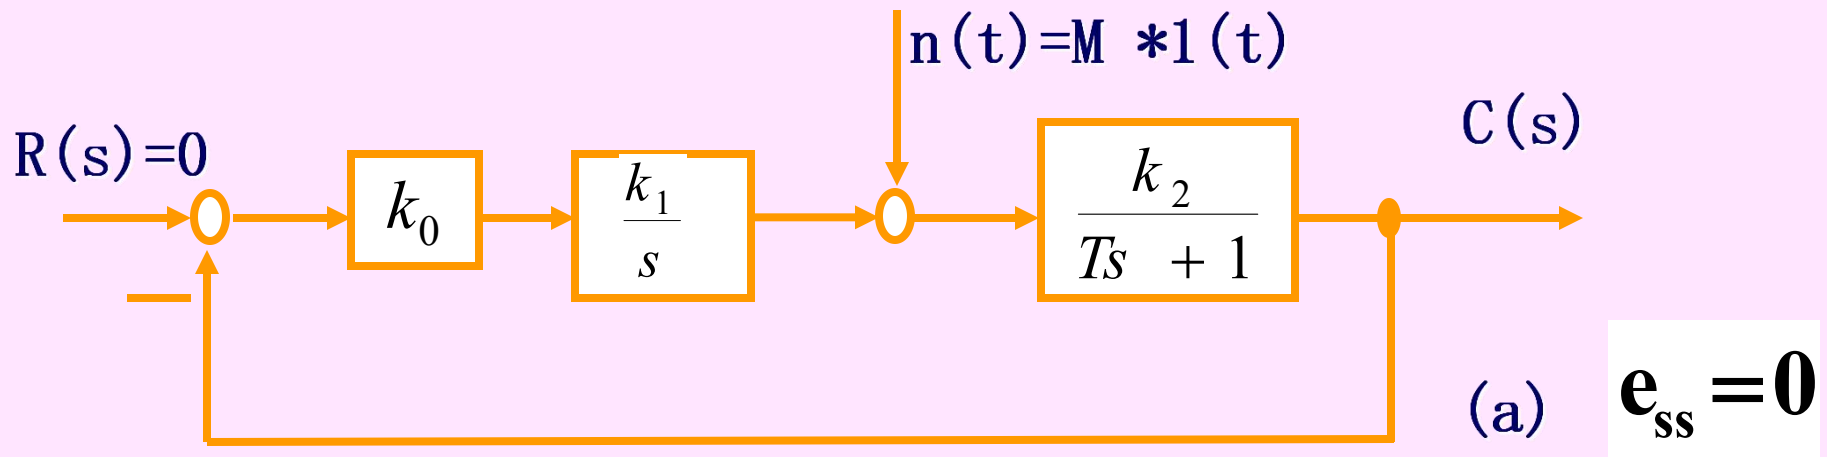 n(t)=M *1(t)
C(s)
R(s)=0
k₀
k₁
s
k₂
Ts + 1
(a)
eₛₛ = 0